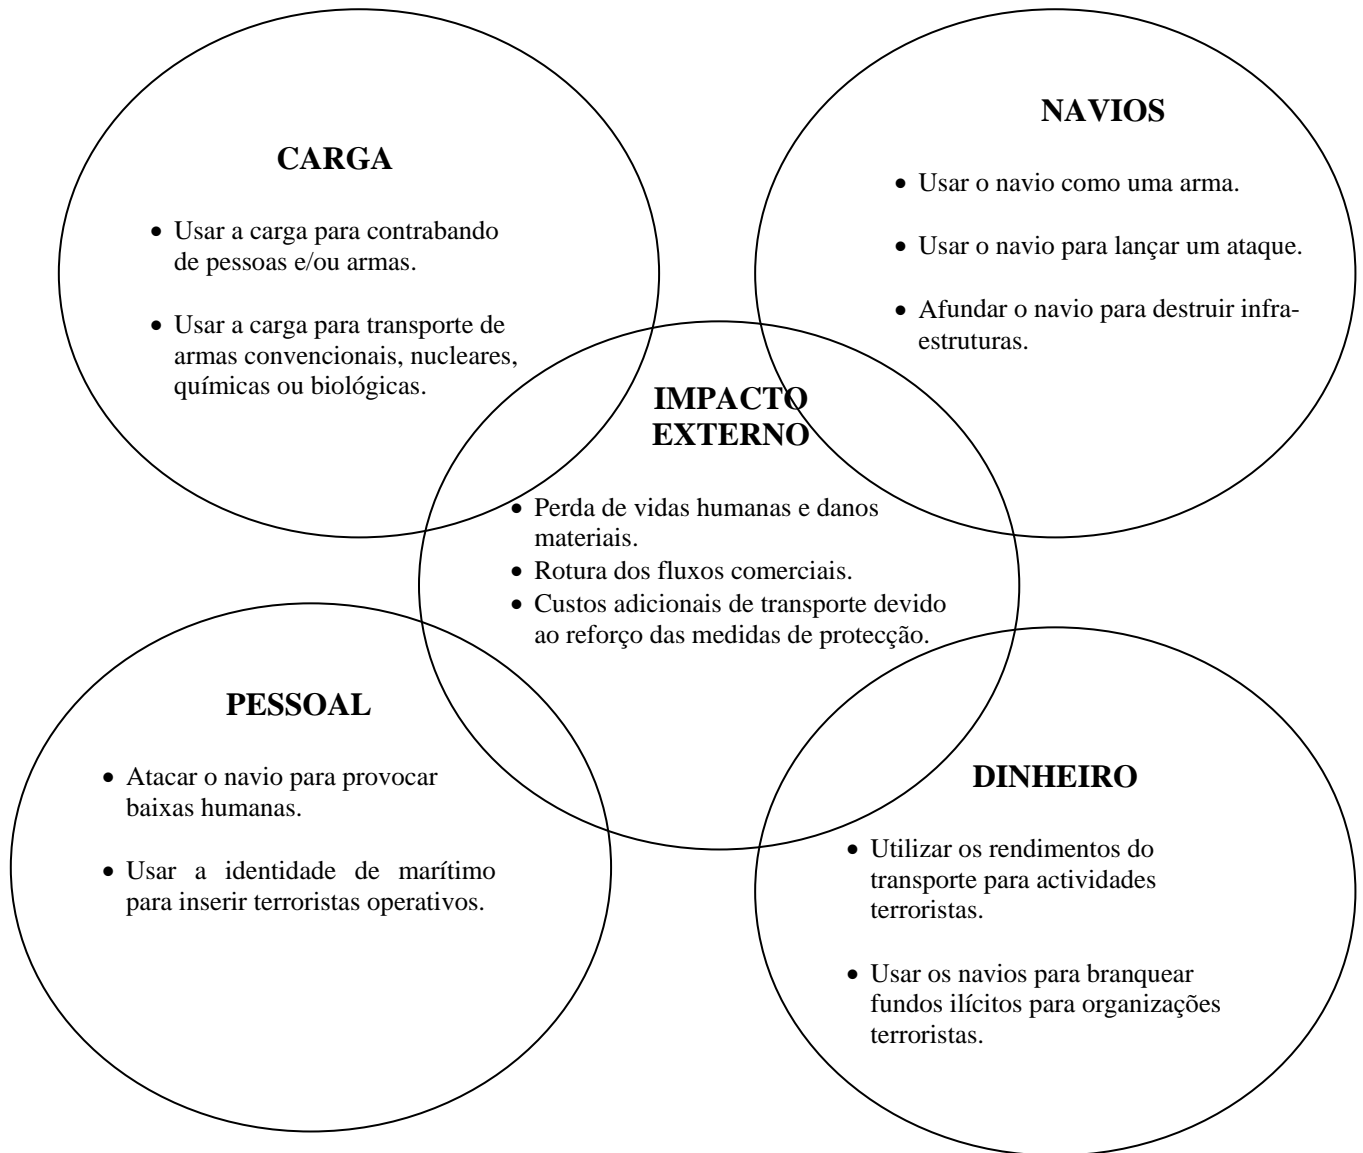 CARGA
• Usar a carga para contrabando
de pessoas e/ou armas.
• Usar a carga para transporte de
armas convencionais, nucleares,
químicas ou biológicas.
NAVIOS
• Usar o navio como uma arma.
• Usar o navio para lançar um ataque.
• Afundar o navio para destruir infra-
estruturas.
IMPACTO
EXTERNO
• Perda de vidas humanas e danos
materiais.
• Rotura dos fluxos comerciais.
• Custos adicionais de transporte devido
ao reforço das medidas de protecção.
PESSOAL
• Atacar o navio para provocar
baixas humanas.
• Usar a identidade de marítimo
para inserir terroristas operativos.
DINHEIRO
• Utilizar os rendimentos do
transporte para actividades
terroristas.
• Usar os navios para branquear
fundos ilícitos para organizações
terroristas.